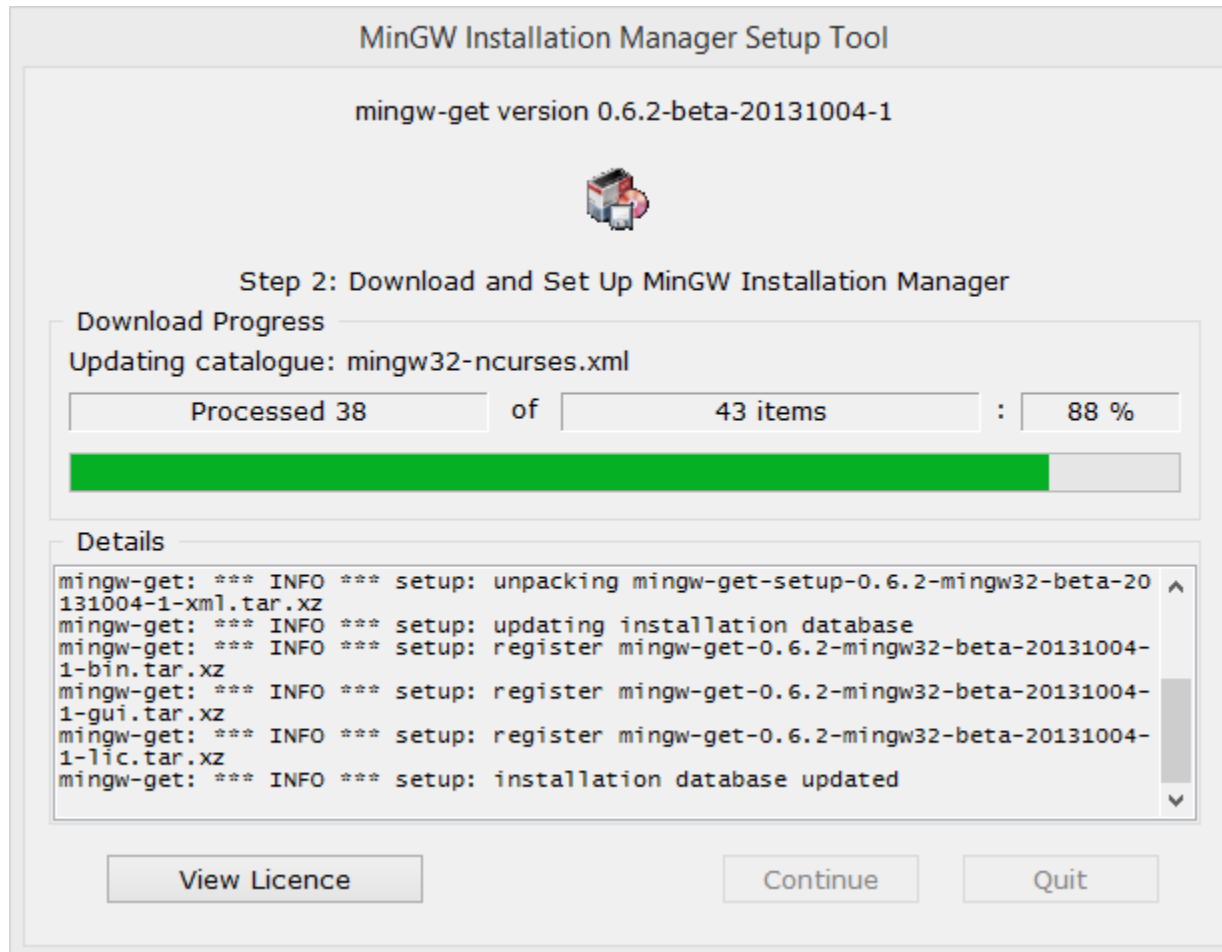 MinGW Installation Manager Setup Tool
mingw-get version 0.6.2-beta-20131004-1
Step 2: Download and Set Up MinGW Installation Manager
Download Progress
Updating catalogue: mingw32-ncurses.xml
Processed 38 of 43 items : 88 %
Details
mingw-get: *** INFO *** setup: unpacking mingw-get-setup-0.6.2-mingw32-beta-20
131004-1-xml.tar.xz
mingw-get: *** INFO *** setup: updating installation database
mingw-get: *** INFO *** setup: register mingw-get-0.6.2-mingw32-beta-20131004-
1-bin.tar.xz
mingw-get: *** INFO *** setup: register mingw-get-0.6.2-mingw32-beta-20131004-
1-gui.tar.xz
mingw-get: *** INFO *** setup: register mingw-get-0.6.2-mingw32-beta-20131004-
1-lic.tar.xz
mingw-get: *** INFO *** setup: installation database updated
View Licence Continue Quit